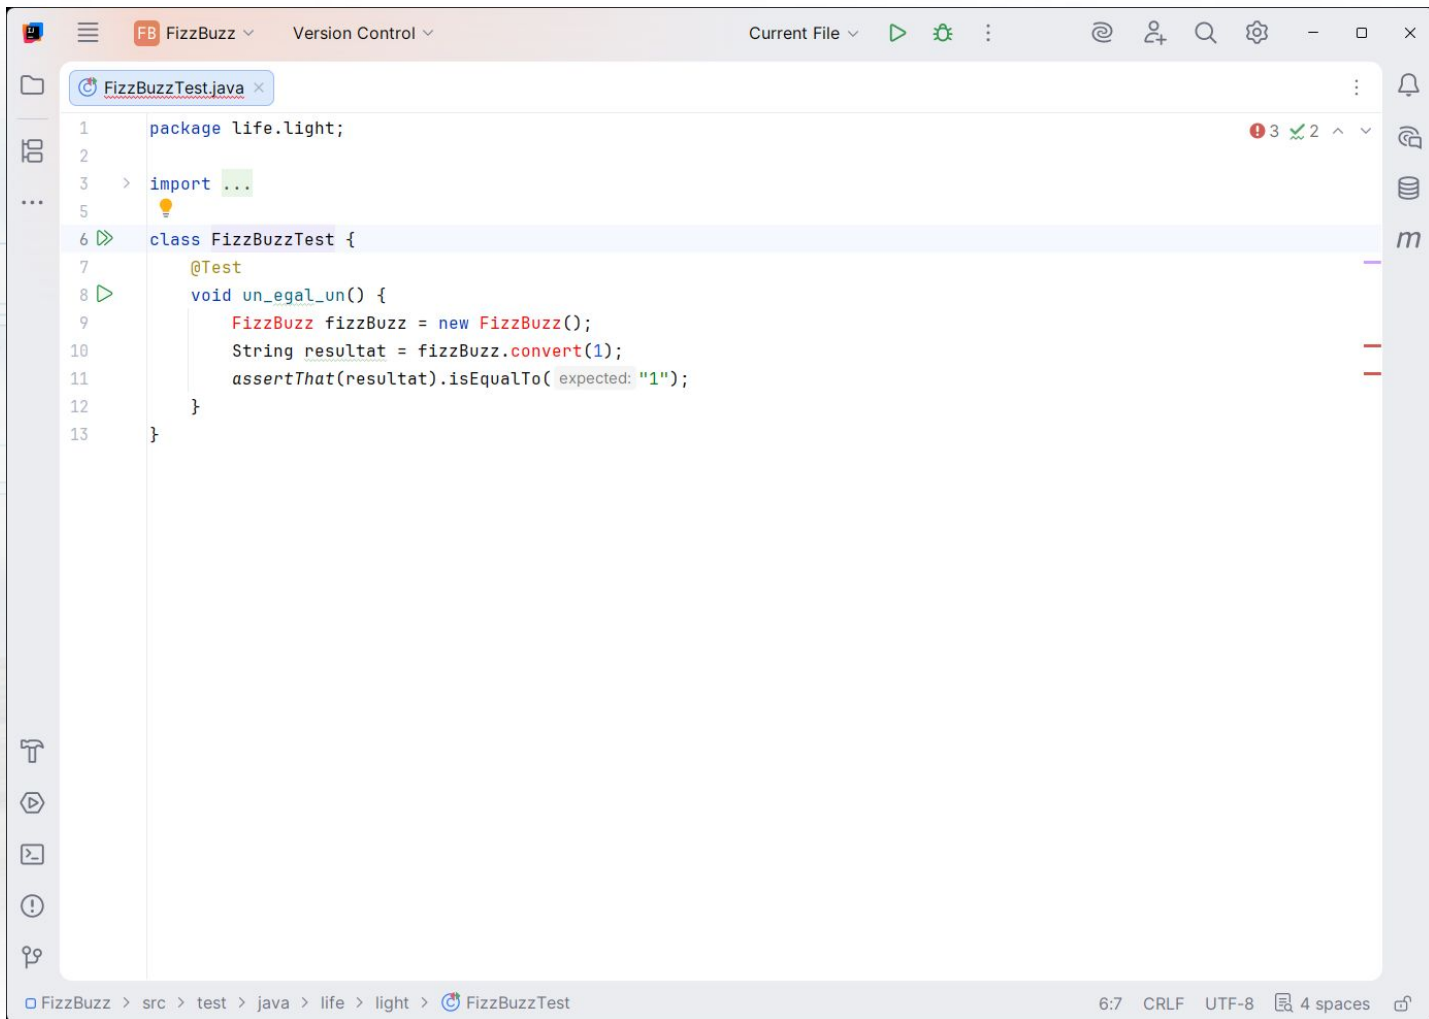 FB FizzBuzz Version Control Current File
FizzBuzzTest.java
3 2
1 package life.light;
2
3 import ...
5
6 class FizzBuzzTest {
7 @Test
8 void un_egal_un() {
9 FizzBuzz fizzBuzz = new FizzBuzz();
10 String resultat = fizzBuzz.convert(1);
11 assertThat(resultat).isEqualTo( expected: "1");
12 }
13 }
m
FizzBuzz > src > test > java > life > light > FizzBuzzTest 6:7 CRLF UTF-8 4 spaces